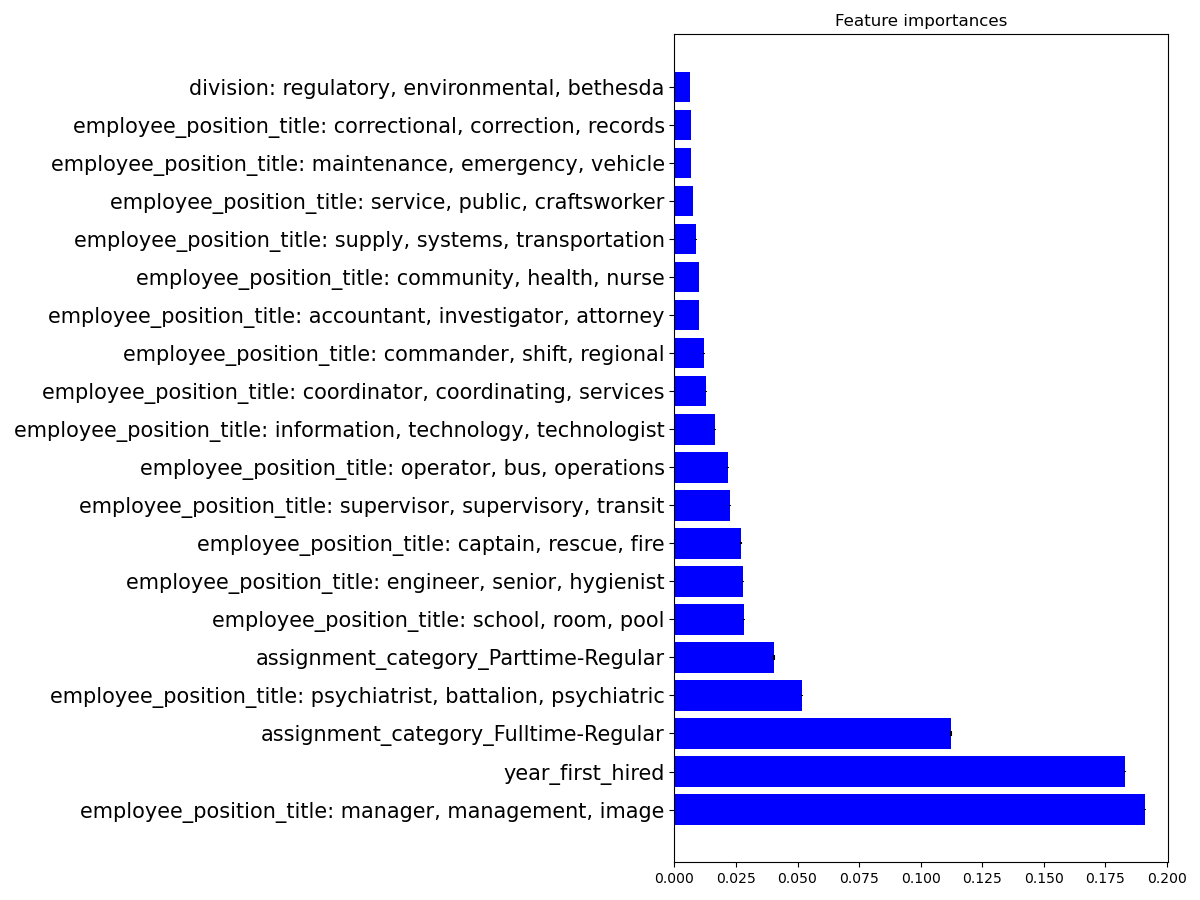 Feature importances
division: regulatory, environmental, bethesda
employee_position_title: correctional, correction, records
employee_position_title: maintenance, emergency, vehicle
employee_position_title: service, public, craftsworker
employee_position_title: supply, systems, transportation
employee_position_title: community, health, nurse
employee_position_title: accountant, investigator, attorney
employee_position_title: commander, shift, regional
employee_position_title: coordinator, coordinating, services
employee_position_title: information, technology, technologist
employee_position_title: operator, bus, operations
employee_position_title: supervisor, supervisory, transit
employee_position_title: captain, rescue, fire
employee_position_title: engineer, senior, hygienist
employee_position_title: school, room, pool
assignment_category_Parttime-Regular
employee_position_title: psychiatrist, battalion, psychiatric
assignment_category_Fulltime-Regular
year_first_hired
employee_position_title: manager, management, image
0.000 0.025 0.050 0.075 0.100 0.125 0.150 0.175 0.200